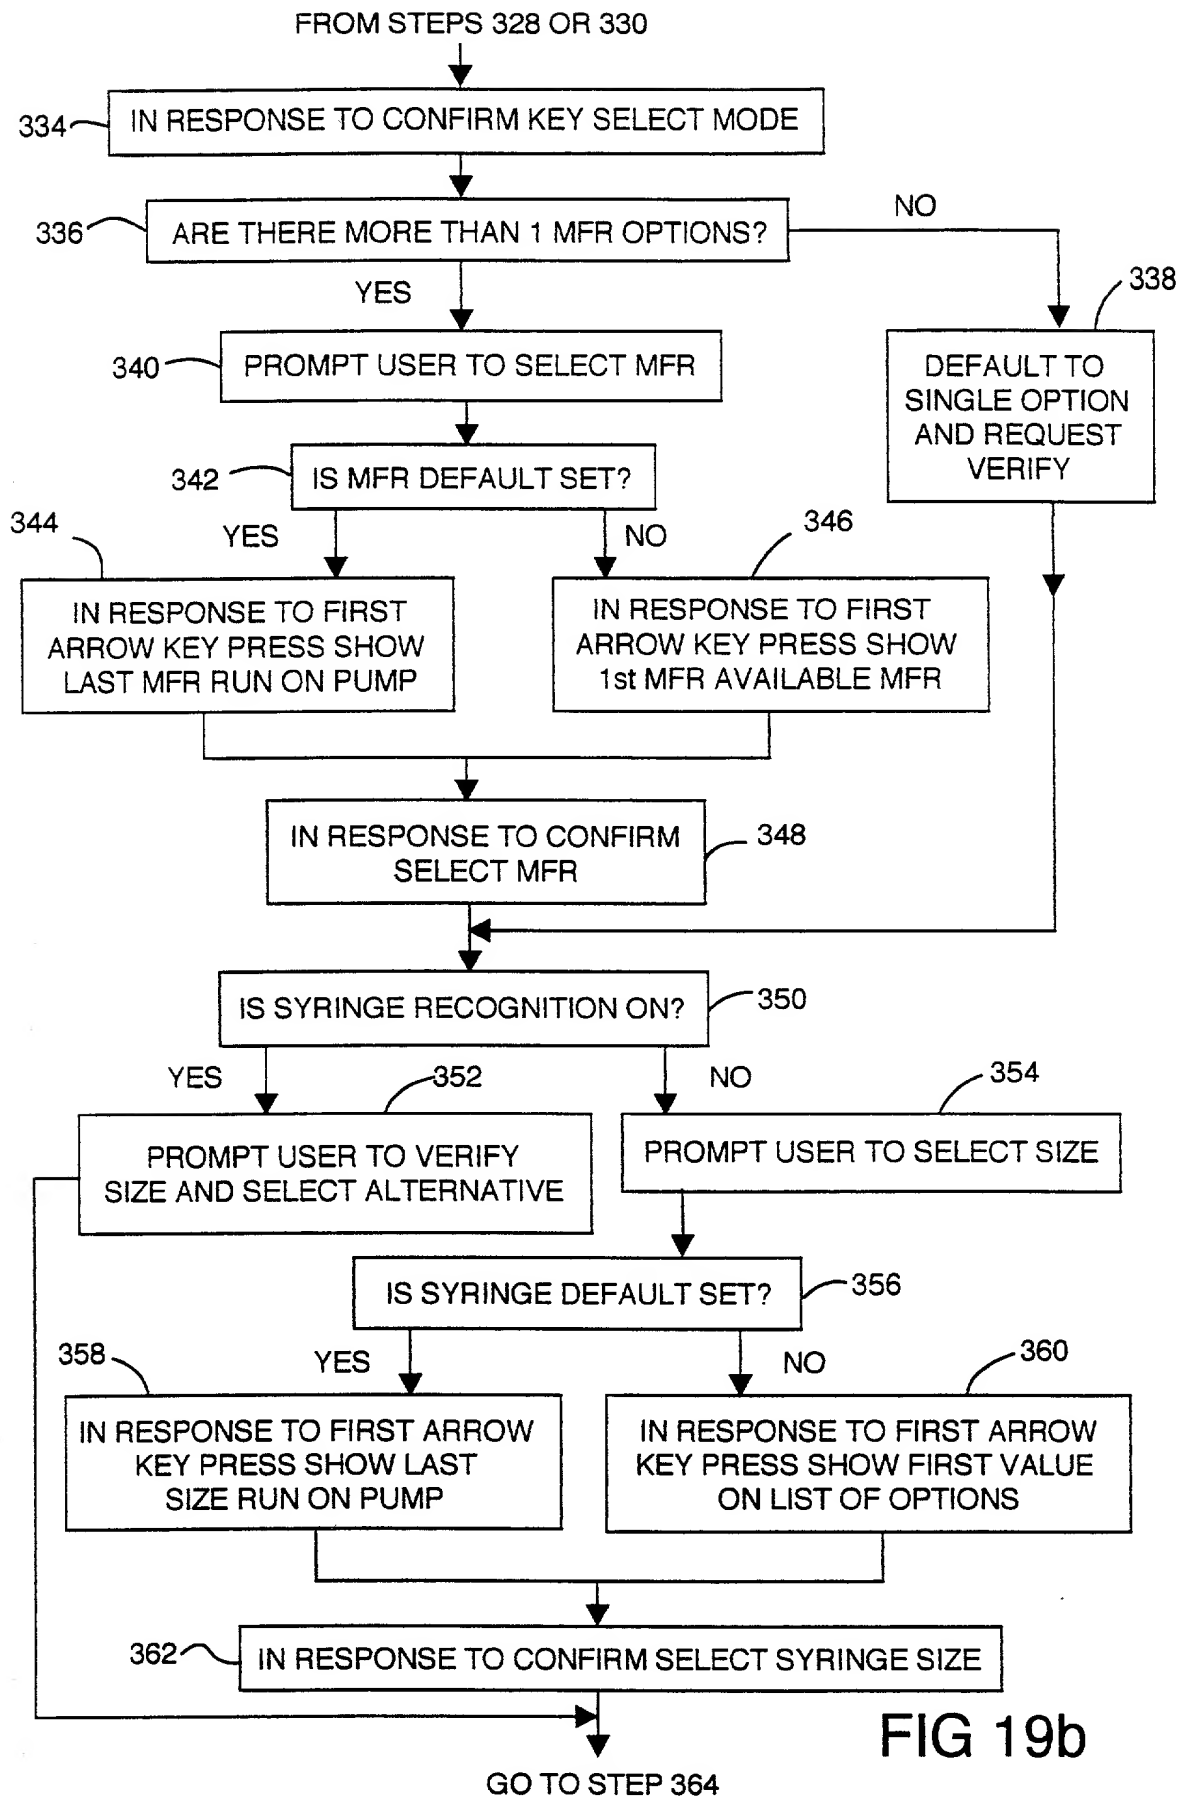 FROM STEPS 328 OR 330
334
IN RESPONSE TO CONFIRM KEY SELECT MODE
336
ARE THERE MORE THAN 1 MFR OPTIONS?
NO
YES
338
DEFAULT TO
SINGLE OPTION
AND REQUEST
VERIFY
340
PROMPT USER TO SELECT MFR
342
IS MFR DEFAULT SET?
YES
NO
344
IN RESPONSE TO FIRST
ARROW KEY PRESS SHOW
LAST MFR RUN ON PUMP
346
IN RESPONSE TO FIRST
ARROW KEY PRESS SHOW
1st MFR AVAILABLE MFR
IN RESPONSE TO CONFIRM
SELECT MFR
348
IS SYRINGE RECOGNITION ON?
350
YES
NO
352
PROMPT USER TO VERIFY
SIZE AND SELECT ALTERNATIVE
354
PROMPT USER TO SELECT SIZE
IS SYRINGE DEFAULT SET?
356
YES
NO
358
IN RESPONSE TO FIRST ARROW
KEY PRESS SHOW LAST
SIZE RUN ON PUMP
360
IN RESPONSE TO FIRST ARROW
KEY PRESS SHOW FIRST VALUE
ON LIST OF OPTIONS
362
IN RESPONSE TO CONFIRM SELECT SYRINGE SIZE
FIG 19b
GO TO STEP 364